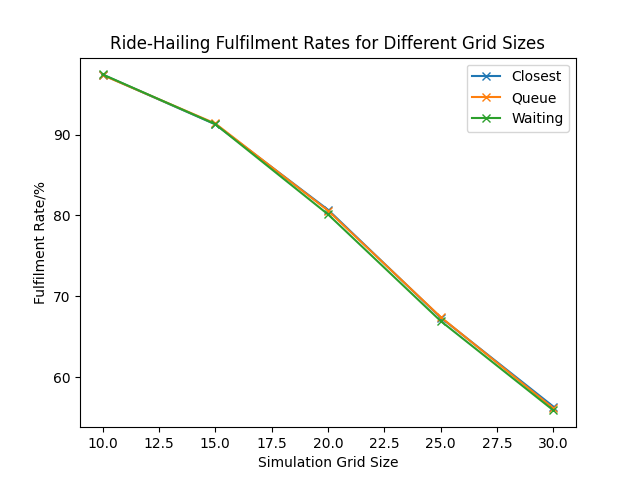 Ride-Hailing Fulfilment Rates for Different Grid Sizes
Closest
Queue
Waiting
Fulfilment Rate/%
90
80
70
60
10.0
12.5
15.0
17.5
20.0
22.5
25.0
27.5
30.0
Simulation Grid Size